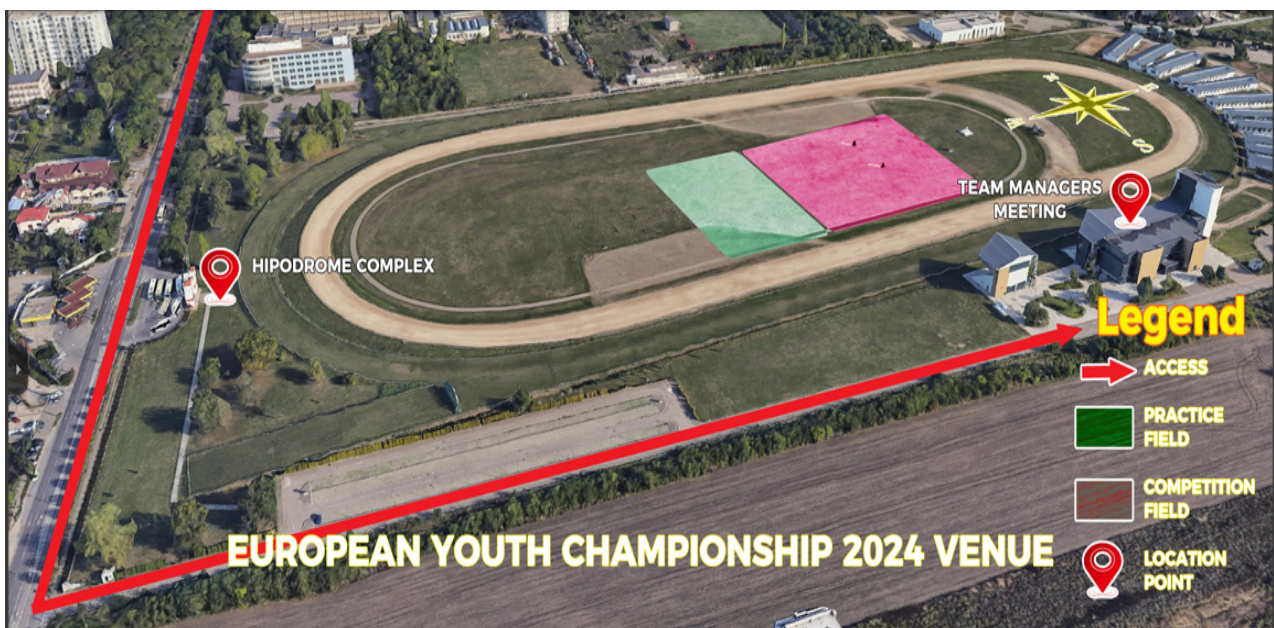 TEAM MANAGERS
MEETING
HIPODROME COMPLEX
Legend
ACCESS
PRACTICE
FIELD
COMPETITION
FIELD
EUROPEAN YOUTH CHAMPIONSHIP 2024 VENUE
LOCATION
POINT